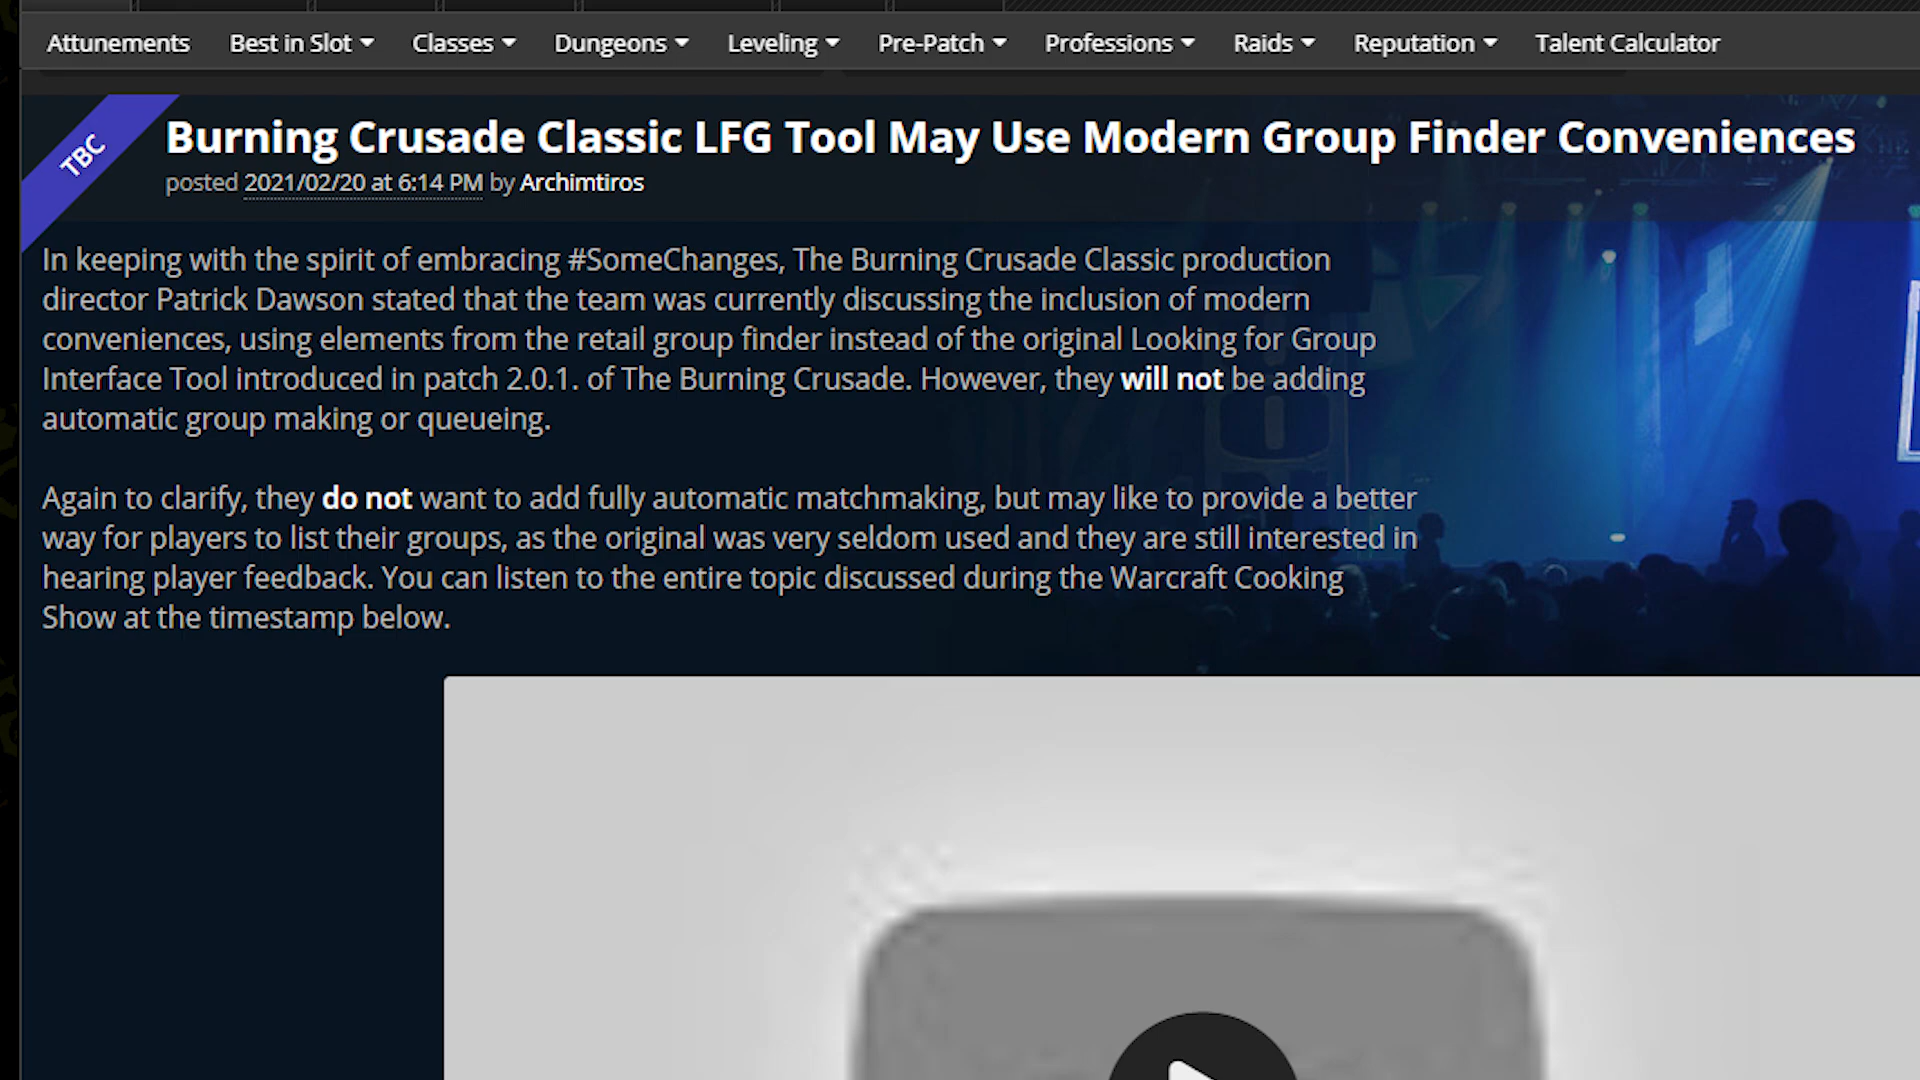 Attunements Best in Slot Classes Dungeons Leveling Pre-Patch Professions Raids Reputation Talent Calculator
TBC
Burning Crusade Classic LFG Tool May Use Modern Group Finder Conveniences
posted 2021/02/20 at 6:14 PM by Archimtiros
In keeping with the spirit of embracing #SomeChanges, The Burning Crusade Classic production
director Patrick Dawson stated that the team was currently discussing the inclusion of modern
conveniences, using elements from the retail group finder instead of the original Looking for Group
Interface Tool introduced in patch 2.0.1. of The Burning Crusade. However, they will not be adding
automatic group making or queueing.
Again to clarify, they do not want to add fully automatic matchmaking, but may like to provide a better
way for players to list their groups, as the original was very seldom used and they are still interested in
hearing player feedback. You can listen to the entire topic discussed during the Warcraft Cooking
Show at the timestamp below.